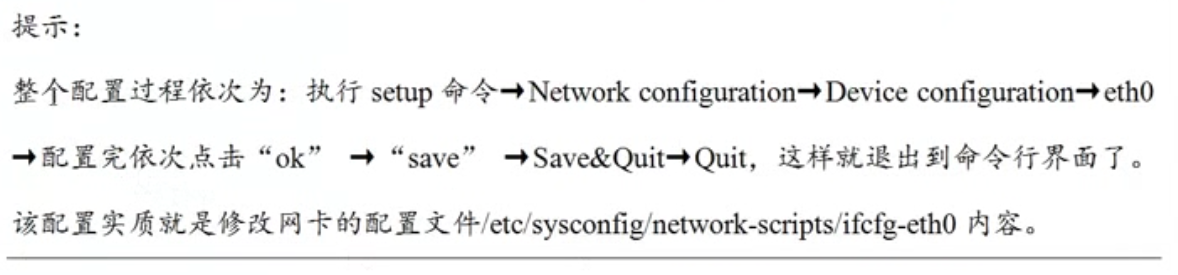 提示：
整个配置过程依次为：执行 setup 命令→Network configuration→Device configuration→eth0
→配置完依次点击“ok” →“save” →Save&Quit→Quit，这样就退出到命令行界面了。
该配置实质就是修改网卡的配置文件/etc/sysconfig/network-scripts/ifcfg-eth0 内容。